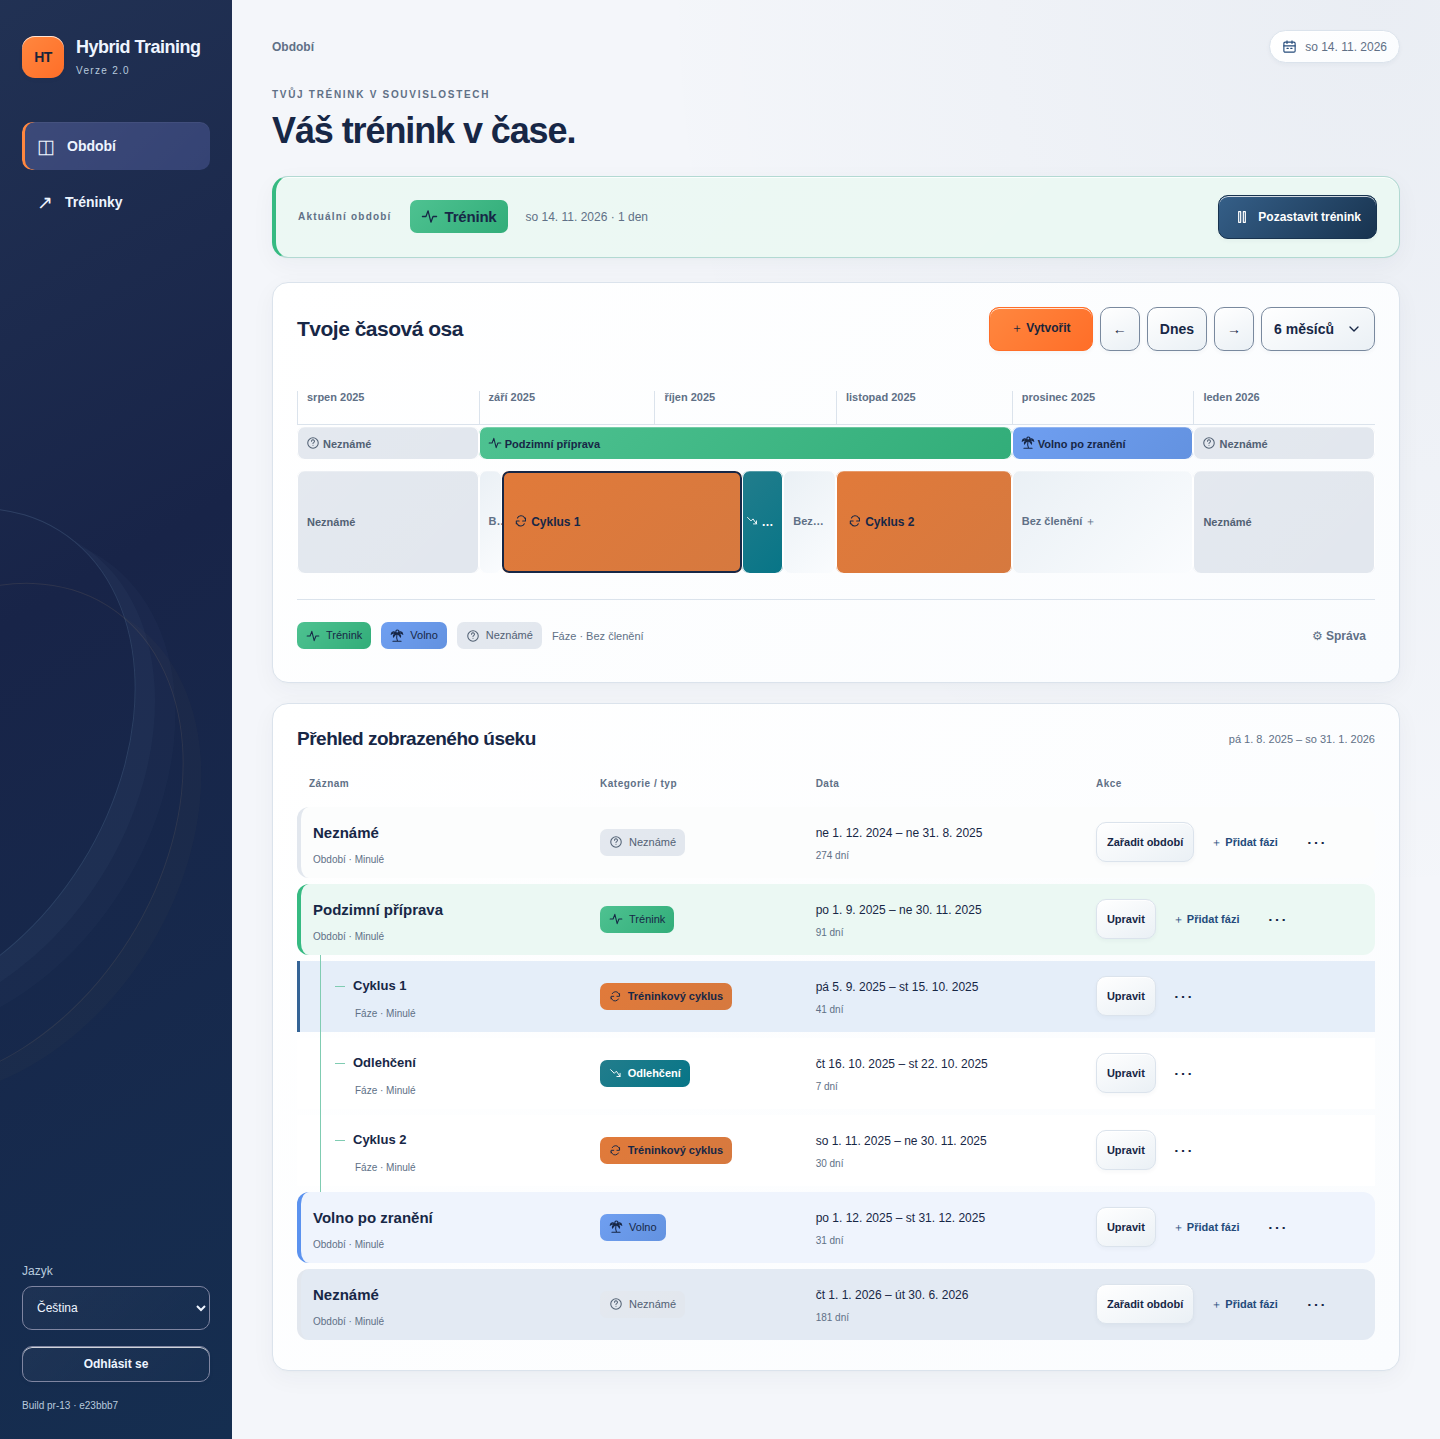 HT
Hybrid Training
Verze 2.0
Období
Tréninky
Jazyk
Čeština
Odhlásit se
Build pr-13 · e23bbb7
Období
so 14. 11. 2026
TVŮJ TRÉNINK V SOUVISLOSTECH
Váš trénink v čase.
Aktuální období
Trénink
so 14. 11. 2026 · 1 den
Pozastavit trénink
Tvoje časová osa
+ Vytvořit
←
Dnes
→
6 měsíců
srpen 2025
září 2025
říjen 2025
listopad 2025
prosinec 2025
leden 2026
Neznámé
Podzimní příprava
Volno po zranění
Neznámé
Neznámé
B…
Cyklus 1
…
Bez…
Cyklus 2
Bez členění +
Neznámé
Trénink
Volno
Neznámé
Fáze · Bez členění
⚙ Správa
Přehled zobrazeného úseku
pá 1. 8. 2025 – so 31. 1. 2026
Záznam
Kategorie / typ
Data
Akce
Neznámé
Období · Minulé
Neznámé
ne 1. 12. 2024 – ne 31. 8. 2025
274 dní
Zařadit období
+ Přidat fázi
···
Podzimní příprava
Období · Minulé
Trénink
po 1. 9. 2025 – ne 30. 11. 2025
91 dní
Upravit
+ Přidat fázi
···
Cyklus 1
Fáze · Minulé
Tréninkový cyklus
pá 5. 9. 2025 – st 15. 10. 2025
41 dní
Upravit
···
Odlehčení
Fáze · Minulé
Odlehčení
čt 16. 10. 2025 – st 22. 10. 2025
7 dní
Upravit
···
Cyklus 2
Fáze · Minulé
Tréninkový cyklus
so 1. 11. 2025 – ne 30. 11. 2025
30 dní
Upravit
···
Volno po zranění
Období · Minulé
Volno
po 1. 12. 2025 – st 31. 12. 2025
31 dní
Upravit
+ Přidat fázi
···
Neznámé
Období · Minulé
Neznámé
čt 1. 1. 2026 – út 30. 6. 2026
181 dní
Zařadit období
+ Přidat fázi
···